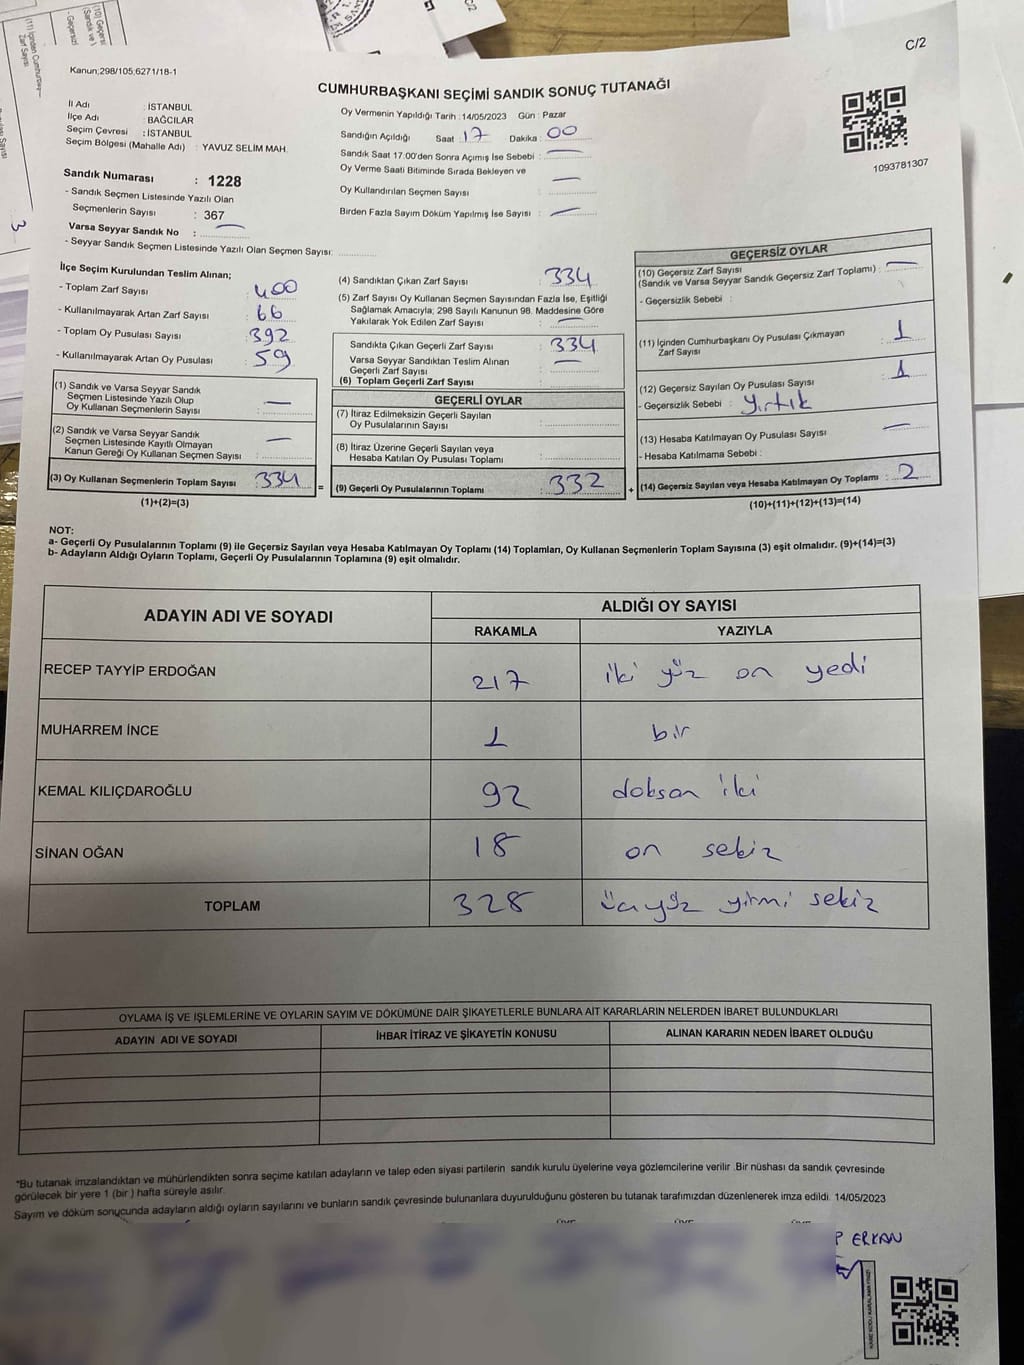 C/2
Kanun;298/105,6271/18-1
CUMHURBAŞKANI SEÇİMİ SANDIK SONUÇ TUTANAĞI
İl Adı : İSTANBUL
İlçe Adı : BAĞCILAR
Seçim Çevresi : İSTANBUL
Seçim Bölgesi (Mahalle Adı) : YAVUZ SELİM MAH.
Oy Vermenin Yapıldığı Tarih :14/05/2023 Gün : Pazar
Sandığın Açıldığı Saat 17 Dakika : 00
Sandık Saat 17:00'den Sonra Açımış İse Sebebi : —
Oy Verme Saati Bitiminde Sırada Bekleyen ve
Oy Kullandırılan Seçmen Sayısı : —
Birden Fazla Sayım Döküm Yapılmış İse Sayısı : —
1093781307
Sandık Numarası : 1228
- Sandık Seçmen Listesinde Yazılı Olan
Seçmenlerin Sayısı : 367
Varsa Seyyar Sandık No : —
- Seyyar Sandık Seçmen Listesinde Yazılı Olan Seçmen Sayısı:
İlçe Seçim Kurulundan Teslim Alınan;
- Toplam Zarf Sayısı : 400
- Kullanılmayarak Artan Zarf Sayısı : 66
- Toplam Oy Pusulası Sayısı : 392
- Kullanılmayarak Artan Oy Pusulası : 59
(1) Sandık ve Varsa Seyyar Sandık
Seçmen Listesinde Yazılı Olup
Oy Kullanan Seçmenlerin Sayısı : —
(2) Sandık ve Varsa Seyyar Sandık
Seçmen Listesinde Kayıtlı Olmayan
Kanun Gereği Oy Kullanan Seçmen Sayısı : —
(3) Oy Kullanan Seçmenlerin Toplam Sayısı : 334
(1)+(2)=(3)
(4) Sandıktan Çıkan Zarf Sayısı : 334
(5) Zarf Sayısı Oy Kullanan Seçmen Sayısından Fazla İse, Eşitliği
Sağlamak Amacıyla; 298 Sayılı Kanunun 98. Maddesine Göre
Yakılarak Yok Edilen Zarf Sayısı : —
Sandıkta Çıkan Geçerli Zarf Sayısı : 334
Varsa Seyyar Sandıktan Teslim Alınan
Geçerli Zarf Sayısı : —
(6) Toplam Geçerli Zarf Sayısı :
GEÇERLİ OYLAR
(7) İtiraz Edilmeksizin Geçerli Sayılan
Oy Pusulalarının Sayısı :
(8) İtiraz Üzerine Geçerli Sayılan veya
Hesaba Katılan Oy Pusulası Toplamı :
= (9) Geçerli Oy Pusulalarının Toplamı : 332 +
GEÇERSİZ OYLAR
(10) Geçersiz Zarf Sayısı
(Sandık ve Varsa Seyyar Sandık Geçersiz Zarf Toplamı) : —
- Geçersizlik Sebebi :
(11) İçinden Cumhurbaşkanı Oy Pusulası Çıkmayan
Zarf Sayısı : 1
(12) Geçersiz Sayılan Oy Pusulası Sayısı : 1
- Geçersizlik Sebebi : Yırtık
(13) Hesaba Katılmayan Oy Pusulası Sayısı : —
- Hesaba Katılmama Sebebi :
(14) Geçersiz Sayılan veya Hesaba Katılmayan Oy Toplamı : 2
(10)+(11)+(12)+(13)=(14)
NOT:
a- Geçerli Oy Pusulalarının Toplamı (9) ile Geçersiz Sayılan veya Hesaba Katılmayan Oy Toplamı (14) Toplamları, Oy Kullanan Seçmenlerin Toplam Sayısına (3) eşit olmalıdır. (9)+(14)=(3)
b- Adayların Aldığı Oyların Toplamı, Geçerli Oy Pusulalarının Toplamına (9) eşit olmalıdır.
ADAYIN ADI VE SOYADI
ALDIĞI OY SAYISI
RAKAMLA YAZIYLA
RECEP TAYYİP ERDOĞAN 217 iki yüz on yedi
MUHARREM İNCE 1 bir
KEMAL KILIÇDAROĞLU 92 doksan iki
SİNAN OĞAN 18 on sekiz
TOPLAM 328 üçyüz yirmi sekiz
OYLAMA İŞ VE İŞLEMLERİNE VE OYLARIN SAYIM VE DÖKÜMÜNE DAİR ŞİKAYETLERLE BUNLARA AİT KARARLARIN NELERDEN İBARET BULUNDUKLARI
ADAYIN ADI VE SOYADI İHBAR İTİRAZ VE ŞİKAYETİN KONUSU ALINAN KARARIN NEDEN İBARET OLDUĞU
"Bu tutanak imzalandıktan ve mühürlendikten sonra seçime katılan adayların ve talep eden siyasi partilerin sandık kurulu üyelerine veya gözlemcilerine verilir .Bir nüshası da sandık çevresinde
görülecek bir yere 1 (bir ) hafta süreyle asılır.
Sayım ve döküm sonucunda adayların aldığı oyların sayılarını ve bunların sandık çevresinde bulunanlara duyurulduğunu gösteren bu tutanak tarafımızdan düzenlenerek imza edildi. 14/05/2023
P ERKAN